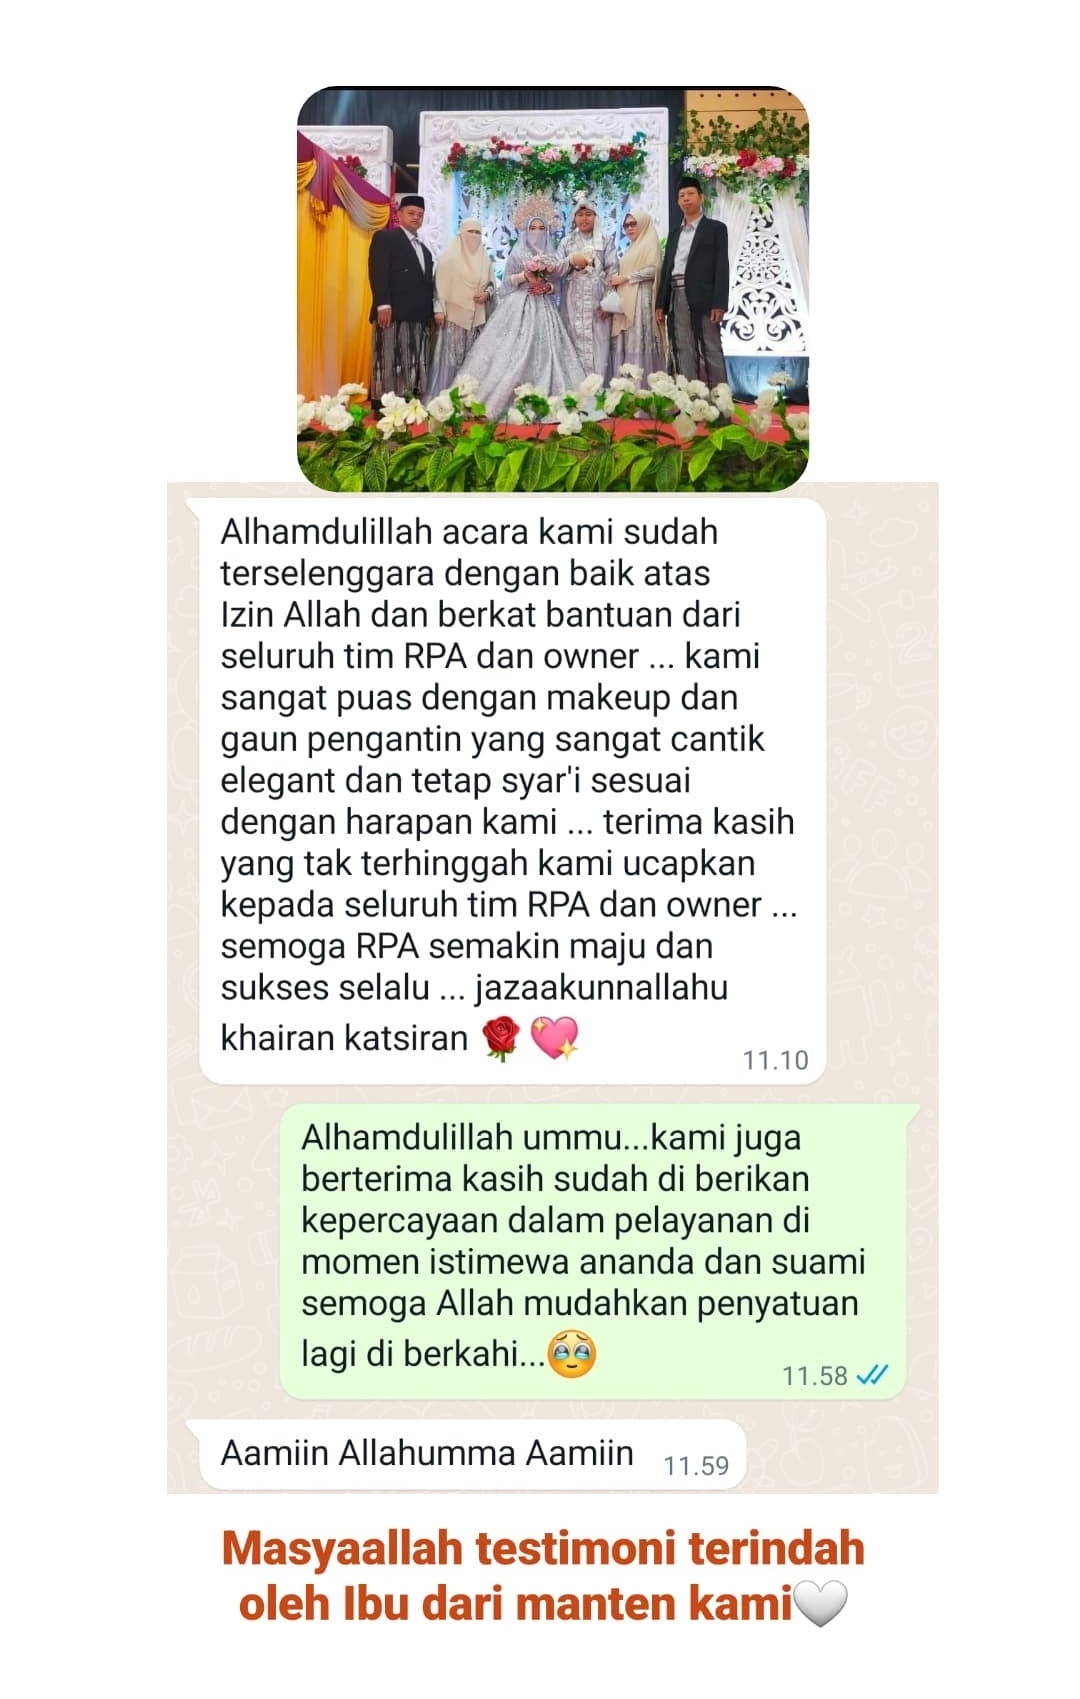 Alhamdulillah acara kami sudah
terselenggara dengan baik atas
Izin Allah dan berkat bantuan dari
seluruh tim RPA dan owner ... kami
sangat puas dengan makeup dan
gaun pengantin yang sangat cantik
elegant dan tetap syar'i sesuai
dengan harapan kami ... terima kasih
yang tak terhinggah kami ucapkan
kepada seluruh tim RPA dan owner ...
semoga RPA semakin maju dan
sukses selalu ... jazaakunnallahu
khairan katsiran 🌹 💖
11.10
Alhamdulillah ummu...kami juga
berterima kasih sudah di berikan
kepercayaan dalam pelayanan di
momen istimewa ananda dan suami
semoga Allah mudahkan penyatuan
lagi di berkahi...🥹
11.58
Aamiin Allahumma Aamiin 11.59
Masyaallah testimoni terindah
oleh Ibu dari manten kami🤍